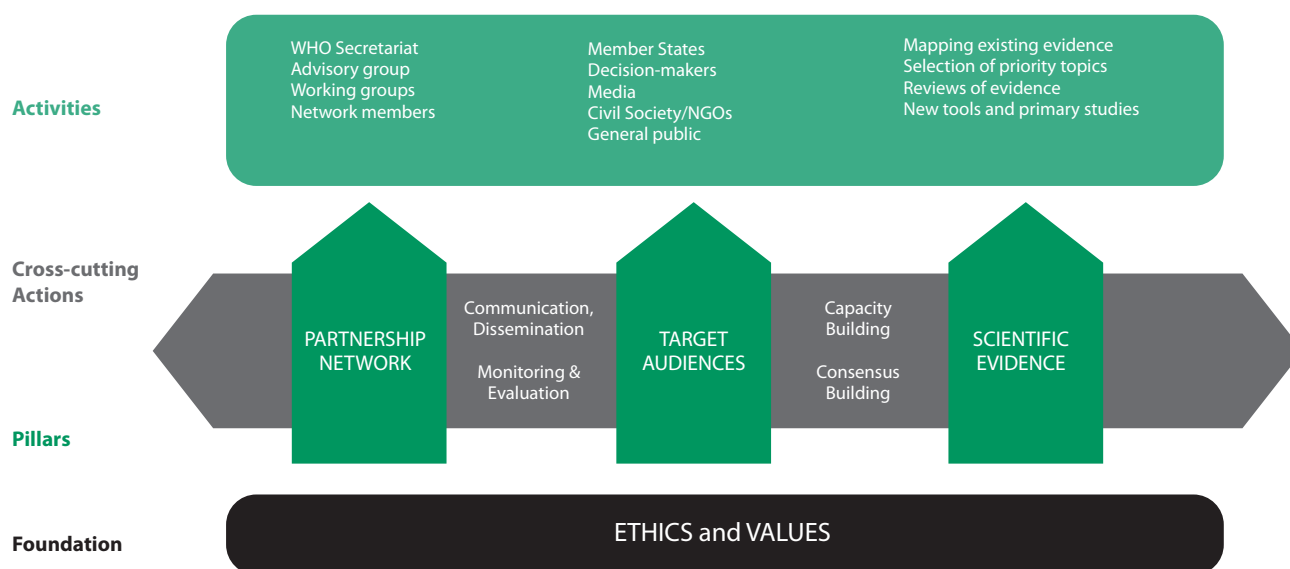 Activities
WHO Secretariat
Advisory group
Working groups
Network members
Member States
Decision-makers
Media
Civil Society/NGOs
General public
Mapping existing evidence
Selection of priority topics
Reviews of evidence
New tools and primary studies
Cross-cutting
Actions
PARTNERSHIP
NETWORK
Communication,
Dissemination
Monitoring &
Evaluation
TARGET
AUDIENCES
Capacity
Building
Consensus
Building
SCIENTIFIC
EVIDENCE
Pillars
Foundation
ETHICS and VALUES